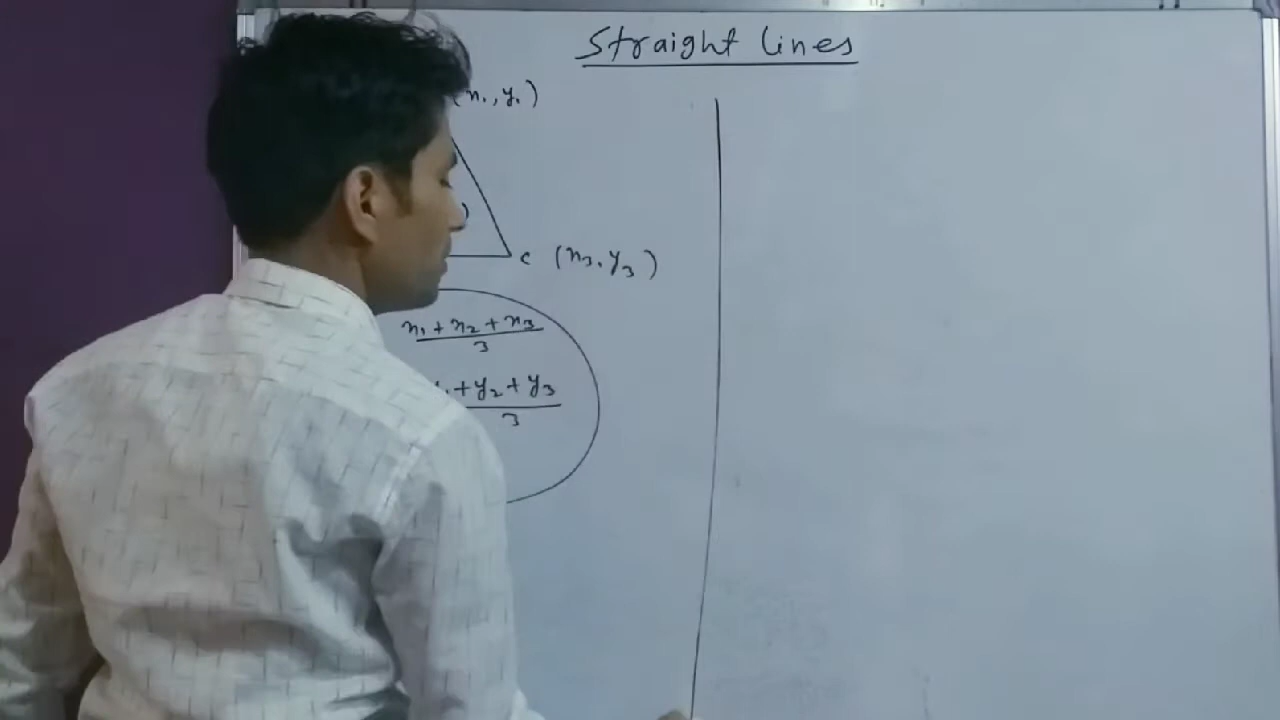 Straight lines
(x₁, y₁)
)
C (x₃, y₃)
x₁ + x₂ + x₃
3
+ y₂ + y₃
3